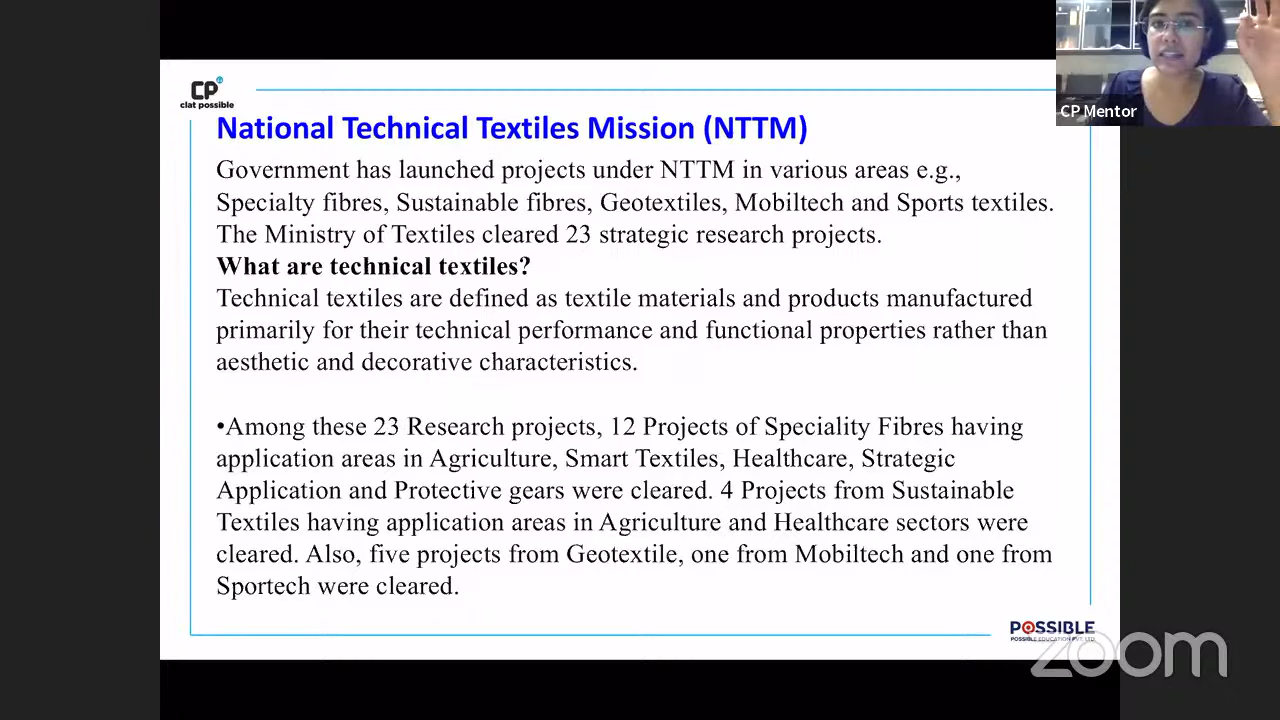 CP
clat possible
CP Mentor
National Technical Textiles Mission (NTTM)
Government has launched projects under NTTM in various areas e.g.,
Specialty fibres, Sustainable fibres, Geotextiles, Mobiltech and Sports textiles.
The Ministry of Textiles cleared 23 strategic research projects.
What are technical textiles?
Technical textiles are defined as textile materials and products manufactured
primarily for their technical performance and functional properties rather than
aesthetic and decorative characteristics.
•Among these 23 Research projects, 12 Projects of Speciality Fibres having
application areas in Agriculture, Smart Textiles, Healthcare, Strategic
Application and Protective gears were cleared. 4 Projects from Sustainable
Textiles having application areas in Agriculture and Healthcare sectors were
cleared. Also, five projects from Geotextile, one from Mobiltech and one from
Sportech were cleared.
POSSIBLE
POSSIBLE EDUCATION PVT. LTD.
zoom